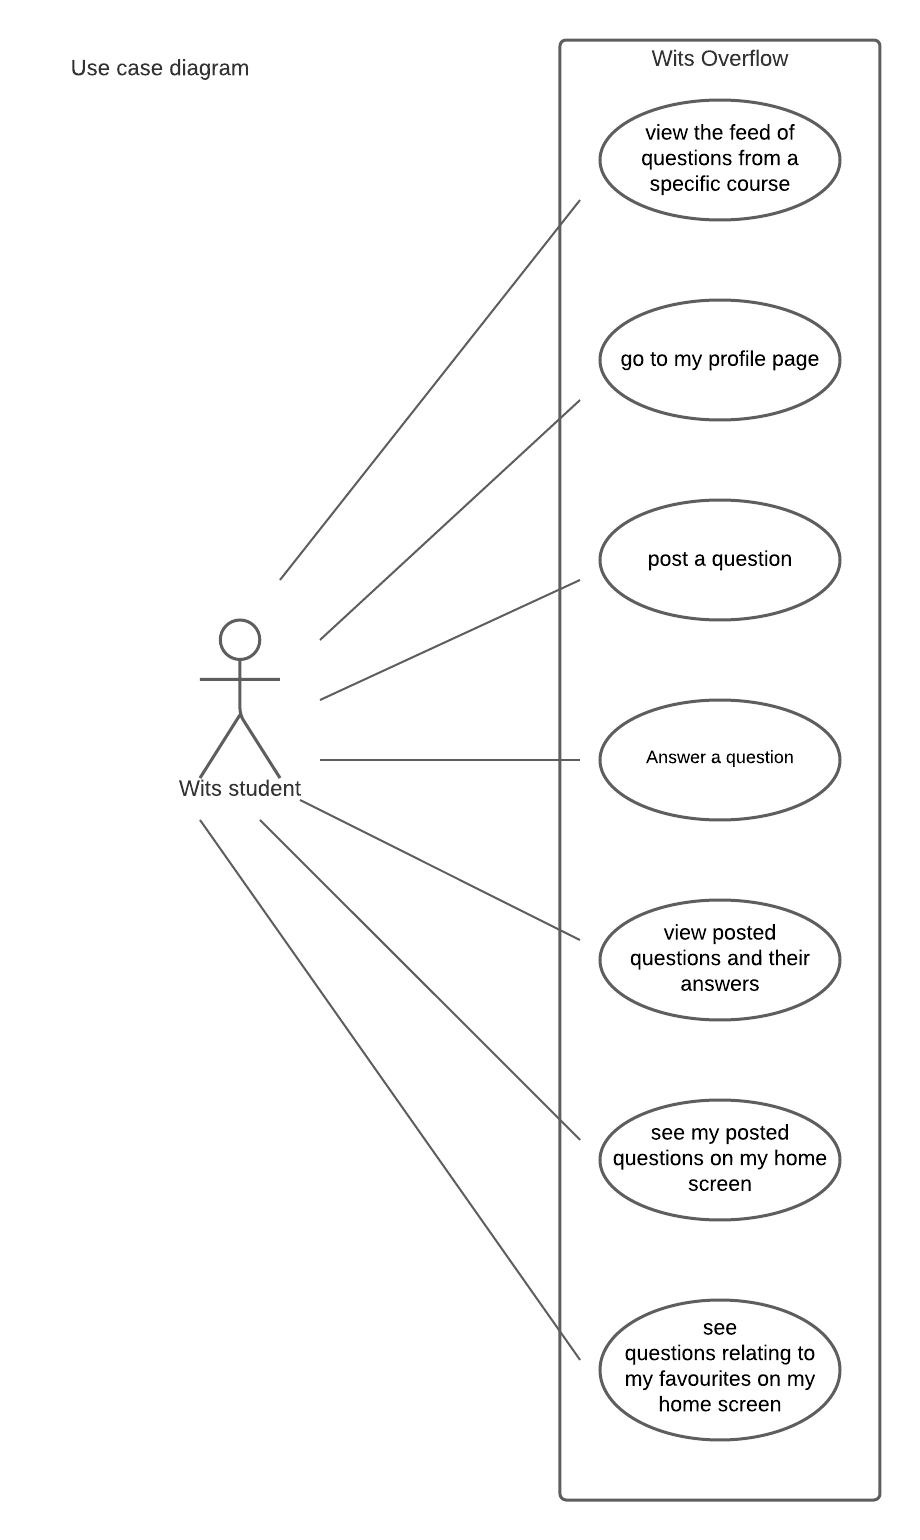 Use case diagram
Wits Overflow
view the feed of
questions from a
specific course
go to my profile page
post a question
Answer a question
Wits student
view posted
questions and their
answers
see my posted
questions on my home
screen
see
questions relating to
my favourites on my
home screen